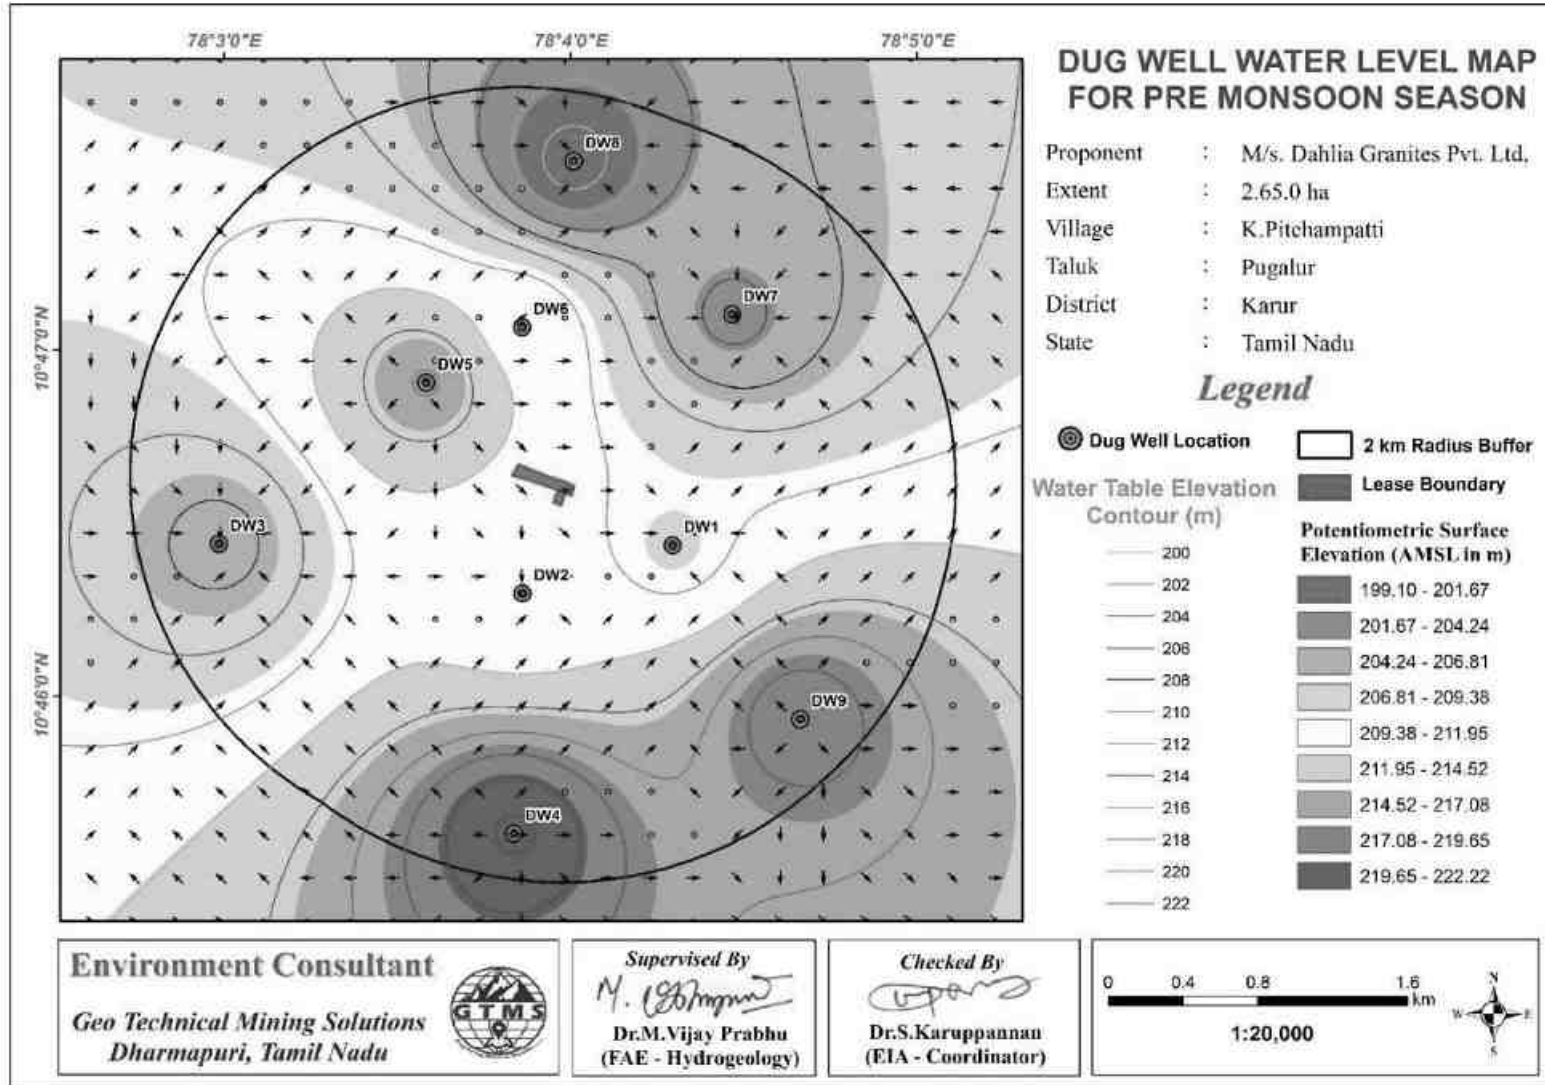 78°3'0"E
78°4'0"E
78°5'0"E
10°47'0"N
10°46'0"N
DW8
DW7
DW6
DW5
DW3
DW1
DW2
DW9
DW4
DUG WELL WATER LEVEL MAP
FOR PRE MONSOON SEASON
Proponent : M/s. Dahlia Granites Pvt. Ltd,
Extent : 2.65.0 ha
Village : K.Pitchampatti
Taluk : Pugalur
District : Karur
State : Tamil Nadu
Legend
Dug Well Location
2 km Radius Buffer
Lease Boundary
Water Table Elevation
Contour (m)
200
202
204
206
208
210
212
214
216
218
220
222
Potentiometric Surface
Elevation (AMSL in m)
199.10 - 201.67
201.67 - 204.24
204.24 - 206.81
206.81 - 209.38
209.38 - 211.95
211.95 - 214.52
214.52 - 217.08
217.08 - 219.65
219.65 - 222.22
Environment Consultant
Geo Technical Mining Solutions
Dharmapuri, Tamil Nadu
GTMS
Supervised By
Dr.M.Vijay Prabhu
(FAE - Hydrogeology)
Checked By
Dr.S.Karuppannan
(EIA - Coordinator)
0 0.4 0.8 1.6
km
1:20,000
N
W E
S